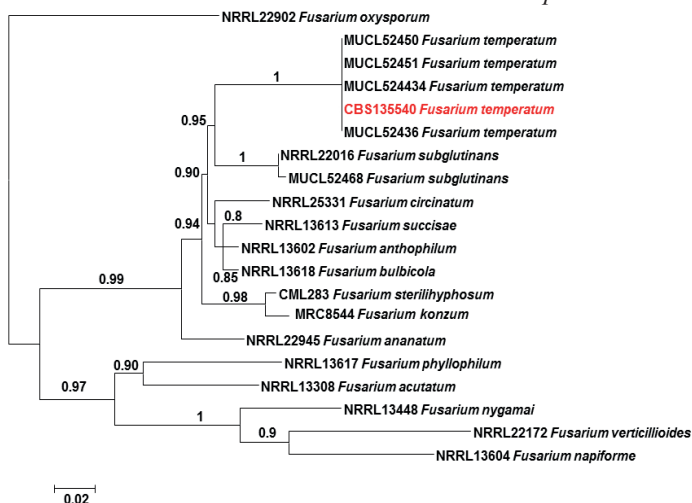 NRRL22902 Fusarium oxysporum
MUCL52450 Fusarium temperatum
MUCL52451 Fusarium temperatum
1
MUCL524434 Fusarium temperatum
CBS135540 Fusarium temperatum
0.95
MUCL52436 Fusarium temperatum
NRRL22016 Fusarium subglutinans
1
0.90
MUCL52468 Fusarium subglutinans
NRRL25331 Fusarium circinatum
0.8
0.94
NRRL13613 Fusarium succisae
NRRL13602 Fusarium anthophilum
NRRL13618 Fusarium bulbicola
0.85
0.99
CML283 Fusarium sterilihyphosum
0.98
MRC8544 Fusarium konzum
NRRL22945 Fusarium ananatum
NRRL13617 Fusarium phyllophilum
0.90
0.97
NRRL13308 Fusarium acutatum
NRRL13448 Fusarium nygamai
1
NRRL22172 Fusarium verticillioides
0.9
NRRL13604 Fusarium napiforme
0.02